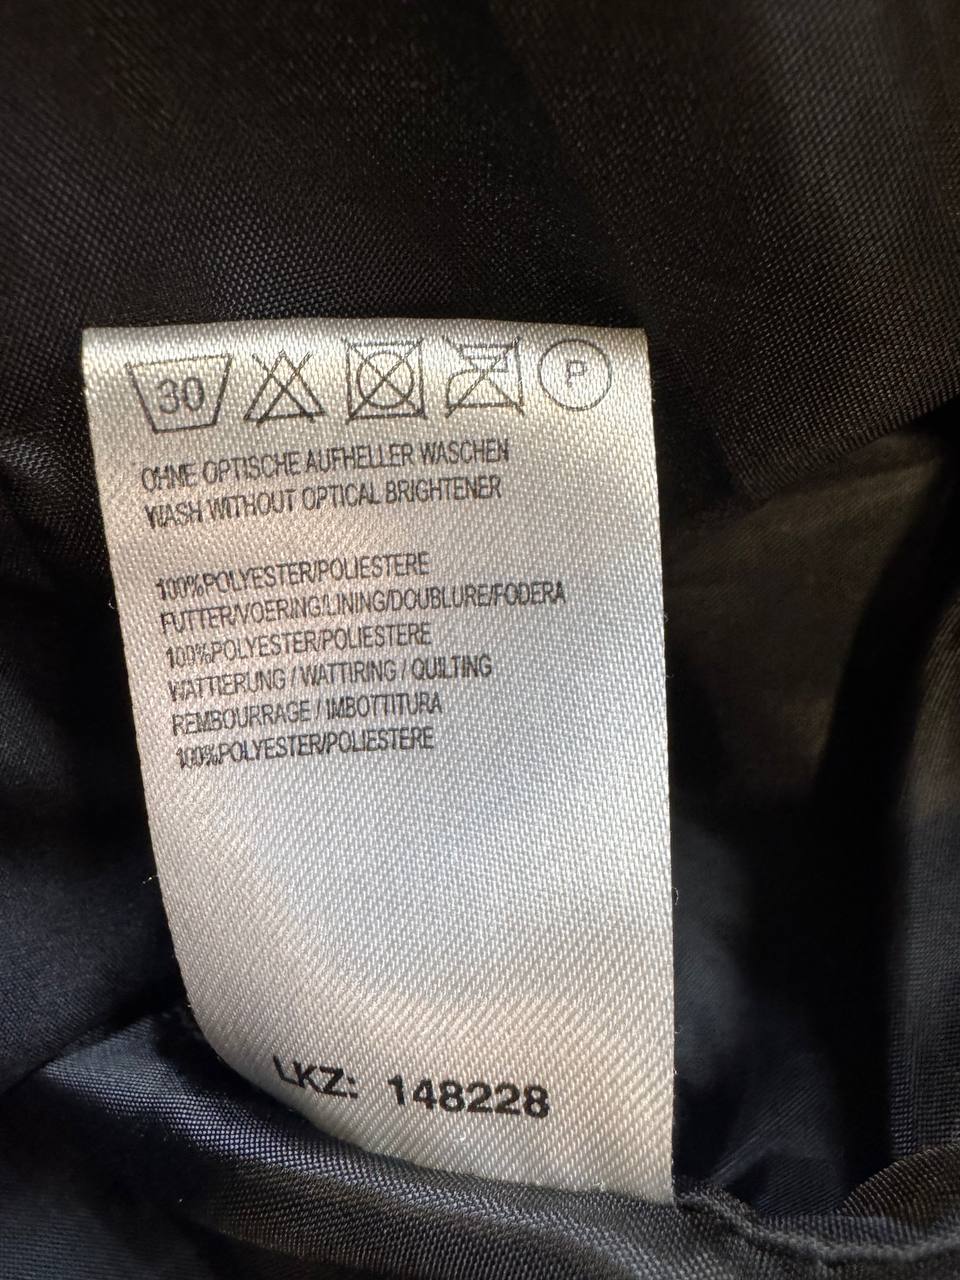 30
P
OHNE OPTISCHE AUFHELLER WASCHEN
WASH WITHOUT OPTICAL BRIGHTENER
100%POLYESTER/POLIESTERE
FUTTER/VOERING/LINING/DOUBLURE/FODERA
100%POLYESTER/POLIESTERE
WATTIERUNG / WATTIRING / QUILTING
REMBOURRAGE / IMBOTTITURA
100%POLYESTER/POLIESTERE
LKZ: 148228